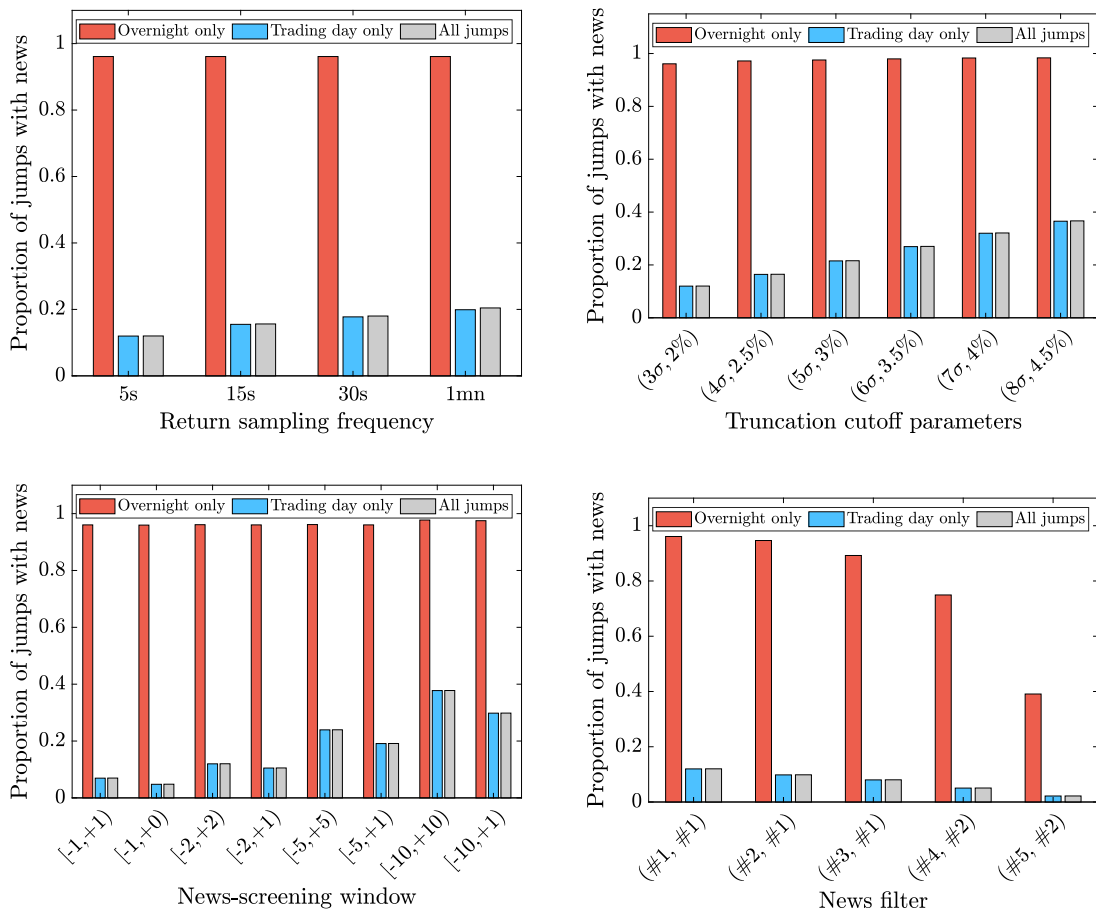 Overnight only Trading day only All jumps
Proportion of jumps with news
1
0.8
0.6
0.4
0.2
0
5s 15s 30s 1mn
Return sampling frequency
Overnight only Trading day only All jumps
Proportion of jumps with news
1
0.8
0.6
0.4
0.2
0
(3σ, 2%) (4σ, 2.5%) (5σ, 3%) (6σ, 3.5%) (7σ, 4%) (8σ, 4.5%)
Truncation cutoff parameters
Overnight only Trading day only All jumps
Proportion of jumps with news
1
0.8
0.6
0.4
0.2
0
[-1,+1) [-1,+0) [-2,+2) [-2,+1) [-5,+5) [-5,+1) [-10,+10) [-10,+1)
News-screening window
Overnight only Trading day only All jumps
Proportion of jumps with news
1
0.8
0.6
0.4
0.2
0
(#1, #1) (#2, #1) (#3, #1) (#4, #2) (#5, #2)
News filter